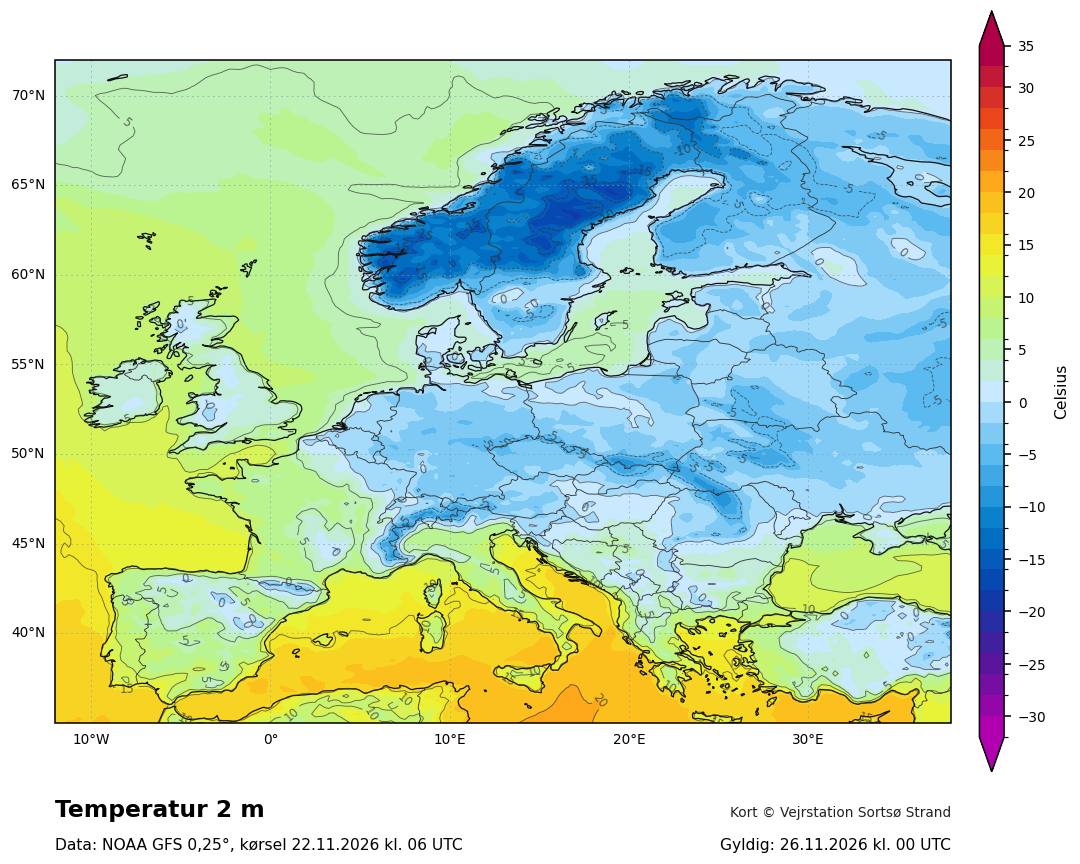 35
30
25
20
15
10
5
0
−5
−10
−15
−20
−25
−30
Celsius
70°N
65°N
60°N
55°N
50°N
45°N
40°N
10°W
0°
10°E
20°E
30°E
Temperatur 2 m
Kort © Vejrstation Sortsø Strand
Data: NOAA GFS 0,25°, kørsel 22.11.2026 kl. 06 UTC
Gyldig: 26.11.2026 kl. 00 UTC